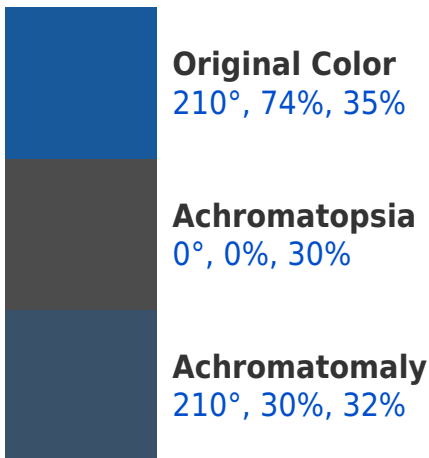 Original Color
210°, 74%, 35%
Achromatopsia
0°, 0%, 30%
Achromatomaly
210°, 30%, 32%